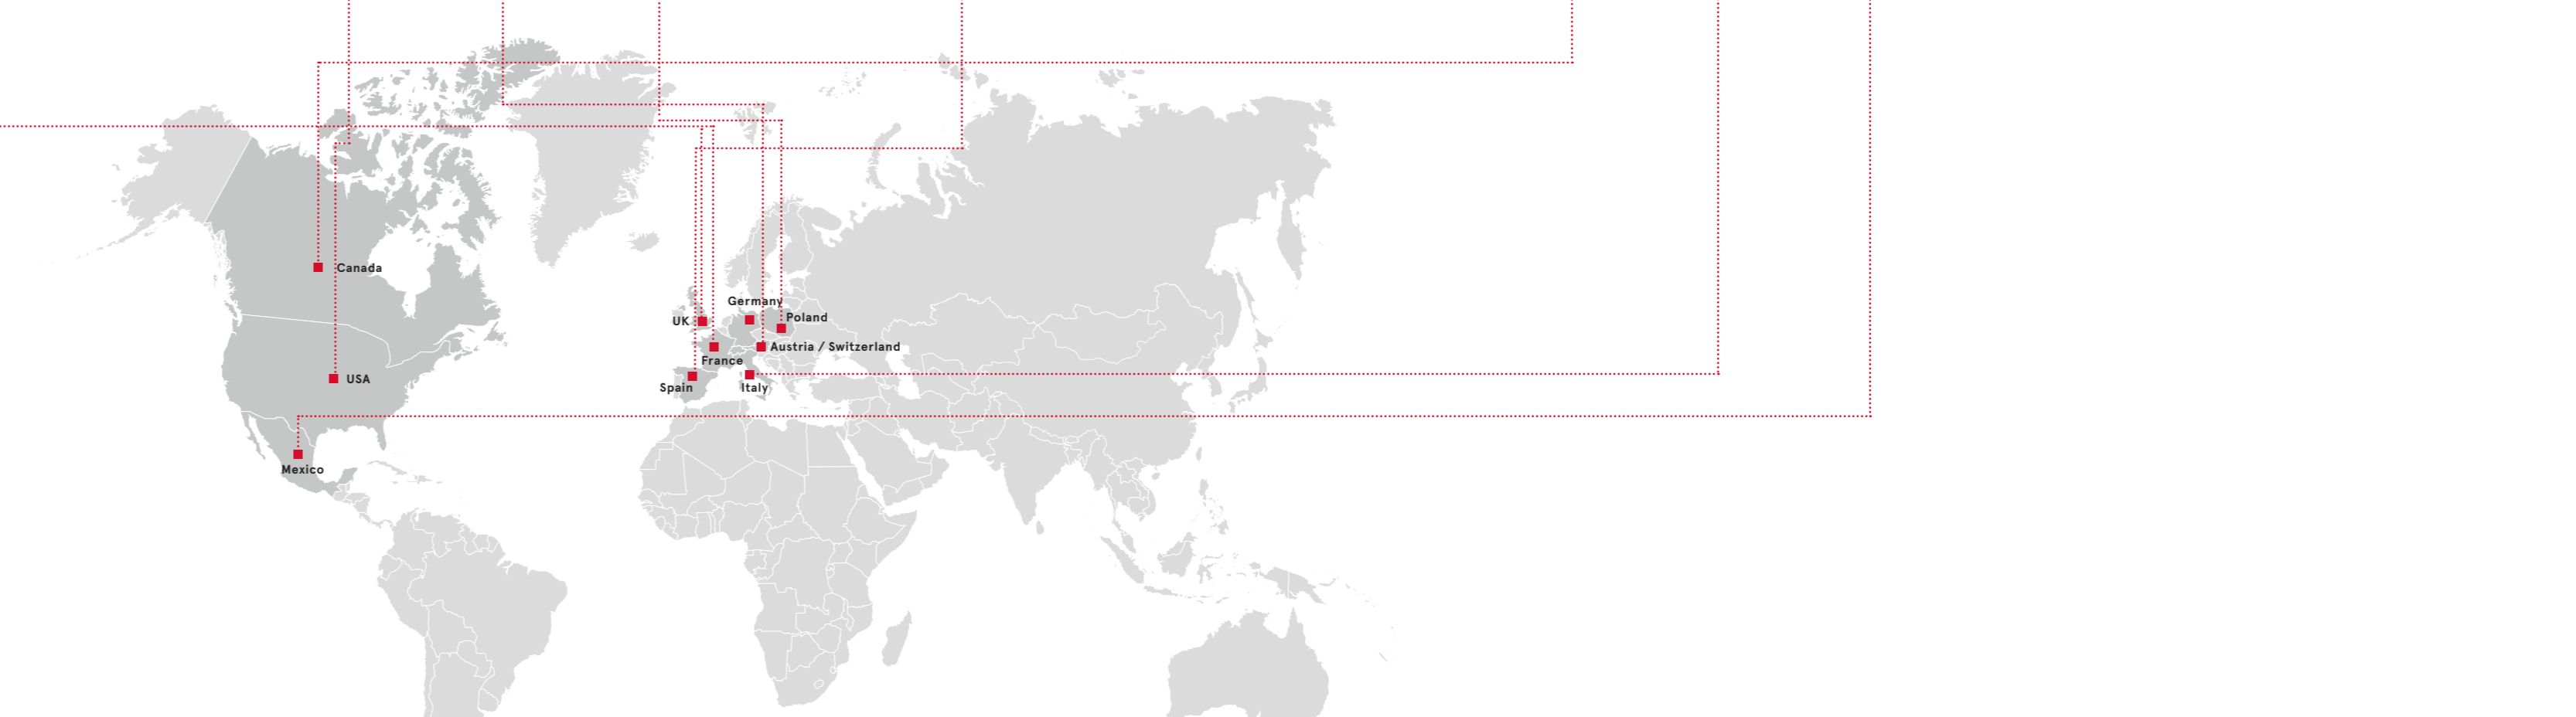 Canada
Germany
Poland
UK
Austria / Switzerland
France
USA
Spain
Italy
Mexico